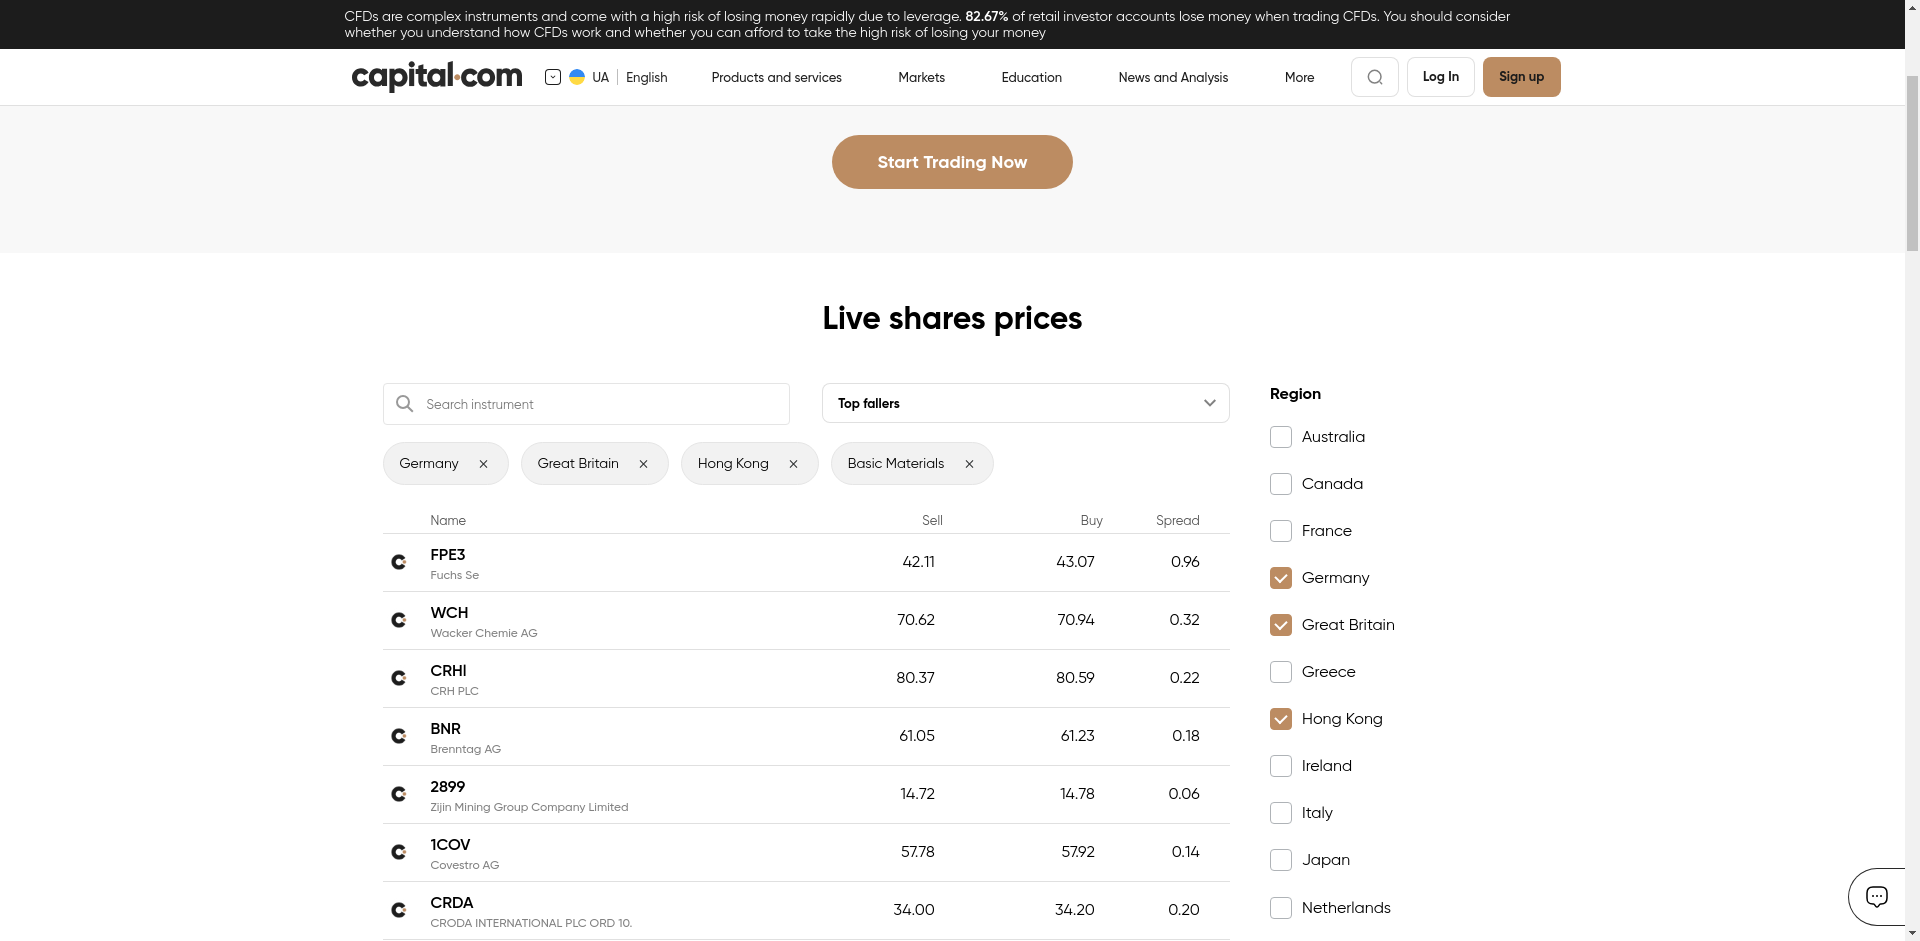 CFDs are complex instruments and come with a high risk of losing money rapidly due to leverage. 82.67% of retail investor accounts lose money when trading CFDs. You should consider
whether you understand how CFDs work and whether you can afford to take the high risk of losing your money
capital.com UA English Products and services Markets Education News and Analysis More Log In Sign up
Start Trading Now
Live shares prices
Search instrument
Top fallers
Germany Great Britain Hong Kong Basic Materials
Name Sell Buy Spread
FPE3 42.11 43.07 0.96
Fuchs Se
WCH 70.62 70.94 0.32
Wacker Chemie AG
CRHl 80.37 80.59 0.22
CRH PLC
BNR 61.05 61.23 0.18
Brenntag AG
2899 14.72 14.78 0.06
Zijin Mining Group Company Limited
1COV 57.78 57.92 0.14
Covestro AG
CRDA 34.00 34.20 0.20
CRODA INTERNATIONAL PLC ORD 10.
Region
Australia
Canada
France
Germany
Great Britain
Greece
Hong Kong
Ireland
Italy
Japan
Netherlands